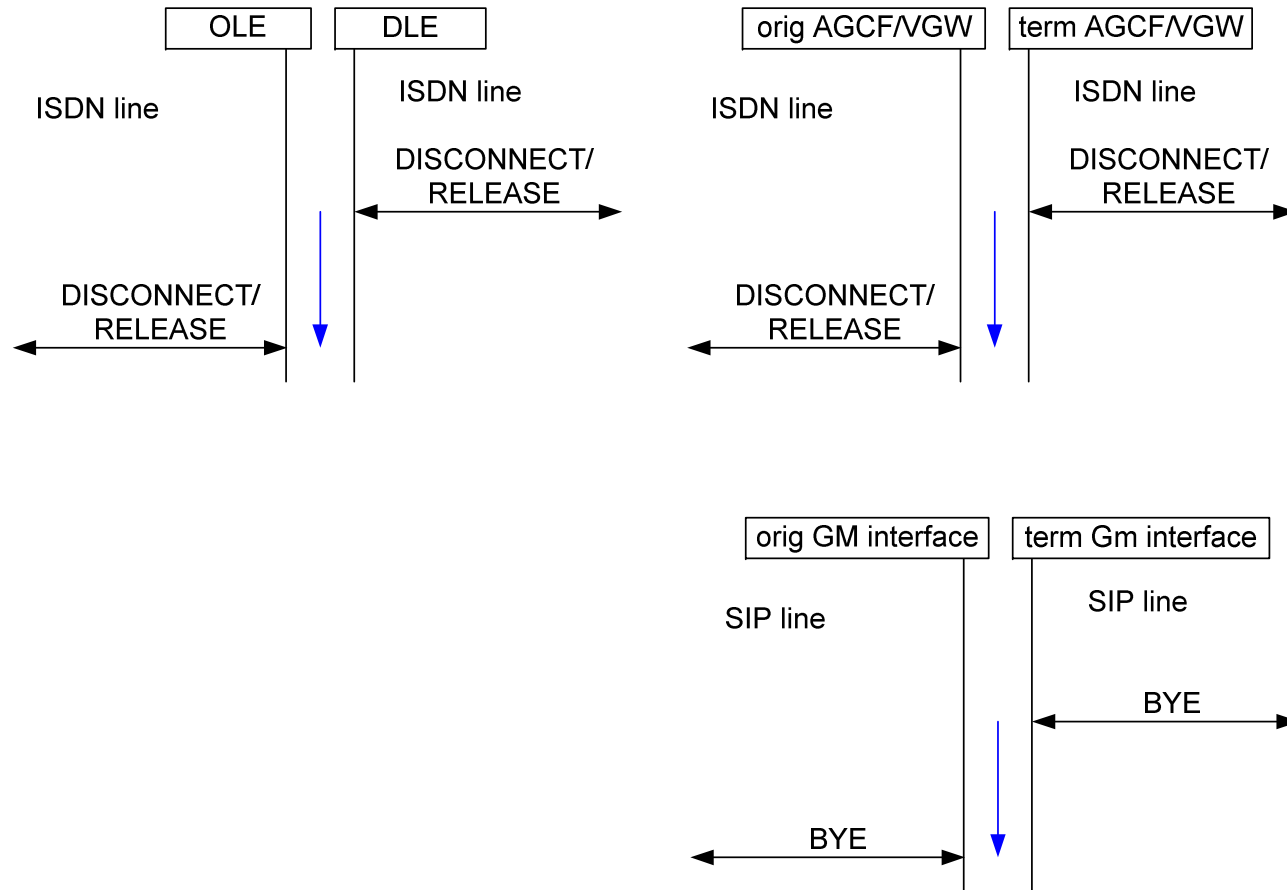 OLE
DLE
ISDN line
ISDN line
DISCONNECT/
RELEASE
DISCONNECT/
RELEASE
orig AGCF/VGW
term AGCF/VGW
ISDN line
ISDN line
DISCONNECT/
RELEASE
DISCONNECT/
RELEASE
orig GM interface
term Gm interface
SIP line
SIP line
BYE
BYE